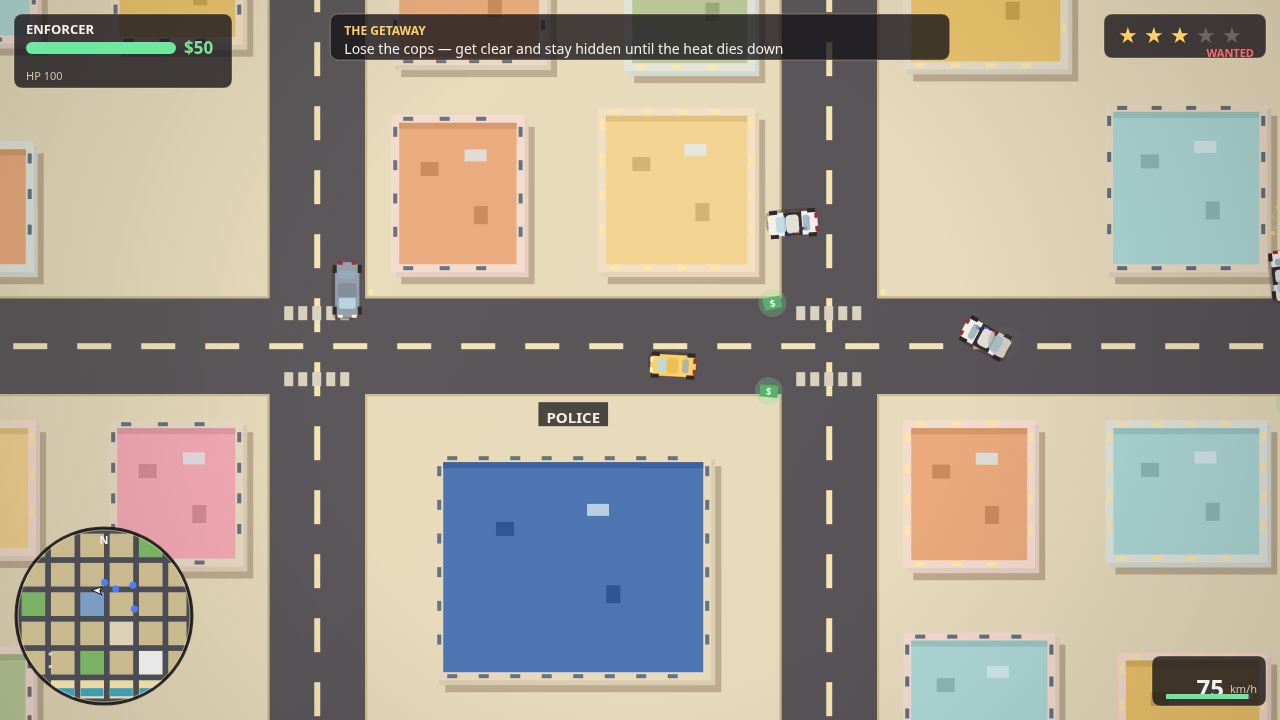 ENFORCER
$50
HP 100
THE GETAWAY
Lose the cops — get clear and stay hidden until the heat dies down
WANTED
$
$
POLICE
N
75 km/h